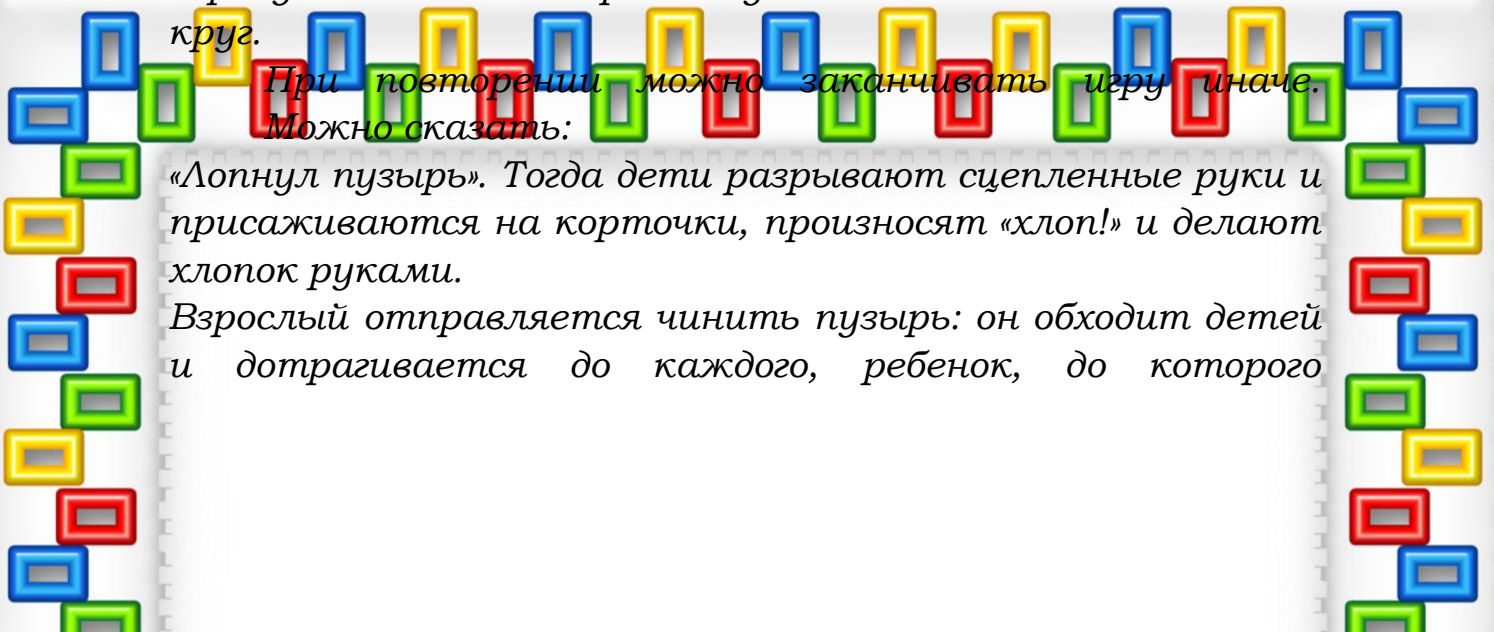 круг.
При повторении можно заканчивать игру иначе.
Можно сказать:
«Лопнул пузырь». Тогда дети разрывают сцепленные руки и
присаживаются на корточки, произносят «хлоп!» и делают
хлопок руками.
Взрослый отправляется чинить пузырь: он обходит детей
и дотрагивается до каждого, ребенок, до которого